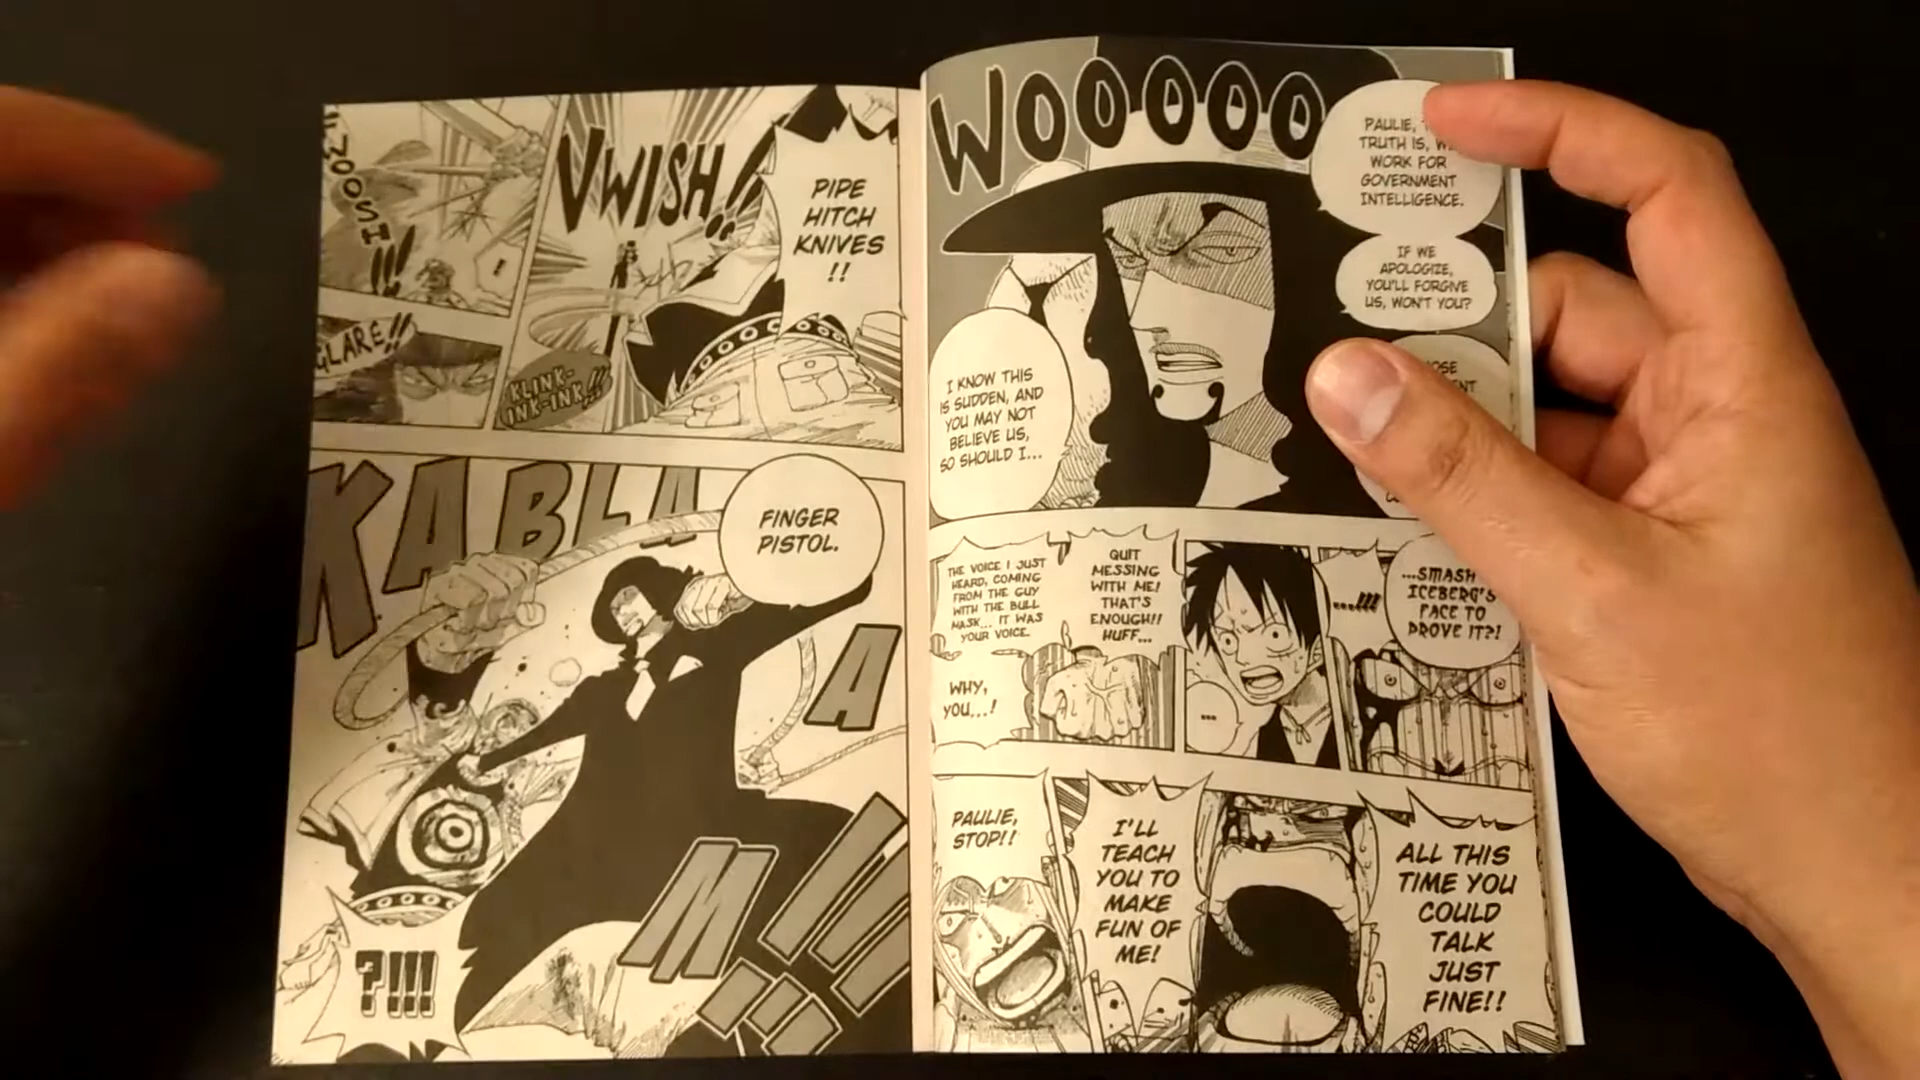 WOOOOO
PAULIE,
TRUTH IS,
WORK FOR
GOVERNMENT
INTELLIGENCE.
IF WE
APOLOGIZE,
YOU'LL FORGIVE
US, WON'T YOU?
I KNOW THIS
IS SUDDEN, AND
YOU MAY NOT
BELIEVE US,
SO SHOULD I...
...SMASH
ICEBERG'S
FACE TO
PROVE IT?!
......!!!
...
QUIT
MESSING
WITH ME!
THAT'S
ENOUGH!!
HUFF...
THE VOICE I JUST
HEARD, COMING
FROM THE GUY
WITH THE BULL
MASK... IT WAS
YOUR VOICE.
WHY,
YOU...!
ALL THIS
TIME YOU
COULD
TALK
JUST
FINE!!
I'LL
TEACH
YOU TO
MAKE
FUN OF
ME!
PAULIE,
STOP!!
PIPE
HITCH
KNIVES
!!
VWISH!!
KLINK-
INK-INK!!!
FWOOSH!!!
!
GLARE!!
FINGER
PISTOL.
KABLAAM!!!
?!!!